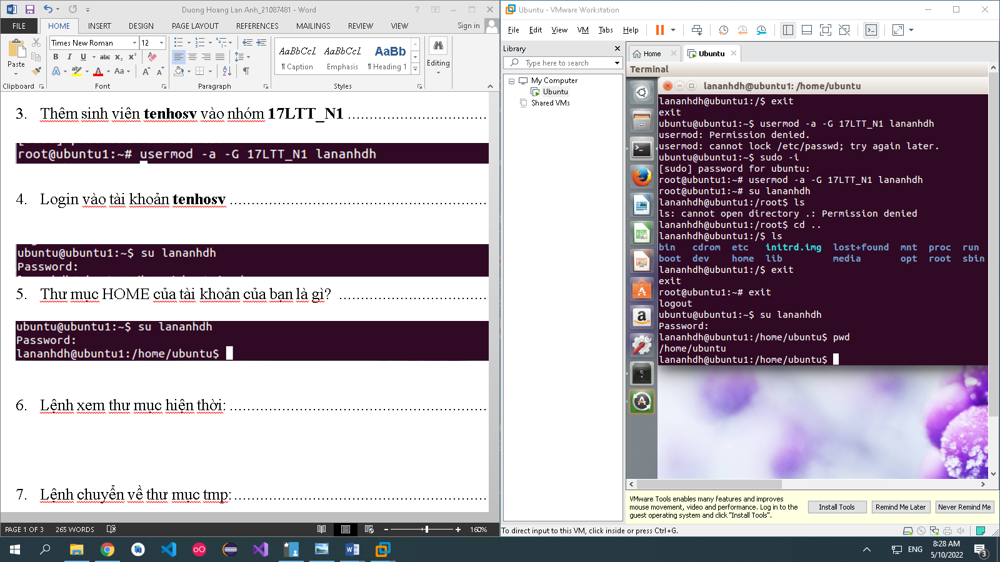 Duong Hoang Lan Anh_21087481 - Word
FILE HOME INSERT DESIGN PAGE LAYOUT REFERENCES MAILINGS REVIEW VIEW Sign in
Times New Roman 12
Paste
B I U abc x₂ x²
Aa
AaBbCcL AaBbCcL AaBb
¶ Caption Emphasis ¶ Heading 1
Editing
Clipboard Font Paragraph Styles
3. Thêm sinh viên tenhosv vào nhóm 17LTT_N1
root@ubuntu1:~# usermod -a -G 17LTT_N1 lananhdh
4. Login vào tài khoản tenhosv
ubuntu@ubuntu1:~$ su lananhdh
Password:
5. Thư mục HOME của tài khoản của bạn là gì?
ubuntu@ubuntu1:~$ su lananhdh
Password:
lananhdh@ubuntu1:/home/ubuntu$
6. Lệnh xem thư mục hiện thời:
7. Lệnh chuyển về thư mục tmp:
PAGE 1 OF 3 265 WORDS 160%
Ubuntu - VMware Workstation
File Edit View VM Tabs Help
Library
Type here to search
My Computer
Ubuntu
Shared VMs
Home Ubuntu
Terminal
lananhdh@ubuntu1: /home/ubuntu
lananhdh@ubuntu1:/$ exit
exit
ubuntu@ubuntu1:~$ usermod -a -G 17LTT_N1 lananhdh
usermod: Permission denied.
usermod: cannot lock /etc/passwd; try again later.
ubuntu@ubuntu1:~$ sudo -i
[sudo] password for ubuntu:
root@ubuntu1:~# usermod -a -G 17LTT_N1 lananhdh
root@ubuntu1:~# su lananhdh
lananhdh@ubuntu1:/root$ ls
ls: cannot open directory .: Permission denied
lananhdh@ubuntu1:/root$ cd ..
lananhdh@ubuntu1:/$ ls
bin cdrom etc initrd.img lost+found mnt proc run
boot dev home lib media opt root sbin
lananhdh@ubuntu1:/$ exit
exit
root@ubuntu1:~# exit
logout
ubuntu@ubuntu1:~$ su lananhdh
Password:
lananhdh@ubuntu1:/home/ubuntu$ pwd
/home/ubuntu
lananhdh@ubuntu1:/home/ubuntu$
VMware Tools enables many features and improves
mouse movement, video and performance. Log in to the
guest operating system and click "Install Tools".
Install Tools Remind Me Later Never Remind Me
To direct input to this VM, click inside or press Ctrl+G.
ENG
8:28 AM
5/10/2022
3